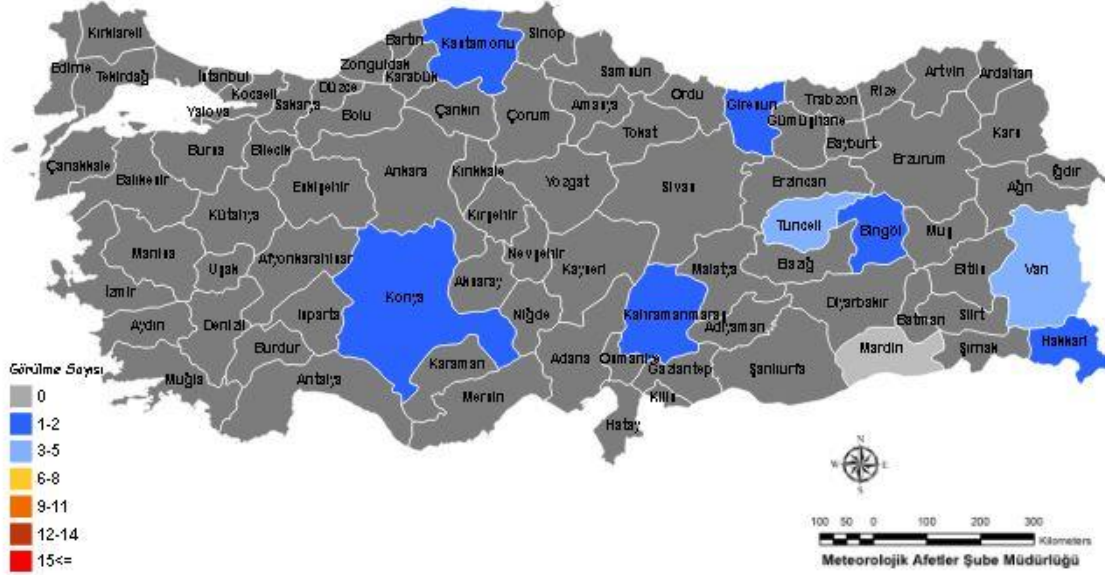 Kırklareli
Edirne
Tekirdağ
İstanbul
Kocaeli
Yalova
Sakarya
Düzce
Zonguldak
Bartın
Karabük
Kastamonu
Sinop
Samsun
Ordu
Giresun
Trabzon
Rize
Artvin
Ardahan
Bolu
Çankırı
Çorum
Amasya
Tokat
Gümüşhane
Bayburt
Erzurum
Kars
Iğdır
Çanakkale
Balıkesir
Bursa
Bilecik
Eskişehir
Ankara
Kırıkkale
Yozgat
Sivas
Erzincan
Ağrı
Kütahya
Kırşehir
Tunceli
Bingöl
Muş
Manisa
Uşak
Afyonkarahisar
Nevşehir
Kayseri
Malatya
Elazığ
Bitlis
Van
İzmir
Konya
Aksaray
Aydın
Denizli
Isparta
Niğde
Kahramanmaraş
Adıyaman
Diyarbakır
Batman
Siirt
Hakkari
Burdur
Karaman
Adana
Osmaniye
Gaziantep
Şanlıurfa
Mardin
Şırnak
Muğla
Antalya
Mersin
Kilis
Hatay
Görülme Sayısı
0
1-2
3-5
6-8
9-11
12-14
15<=
N
W E
S
100 50 0 100 200 300
Kilometers
Meteorolojik Afetler Şube Müdürlüğü